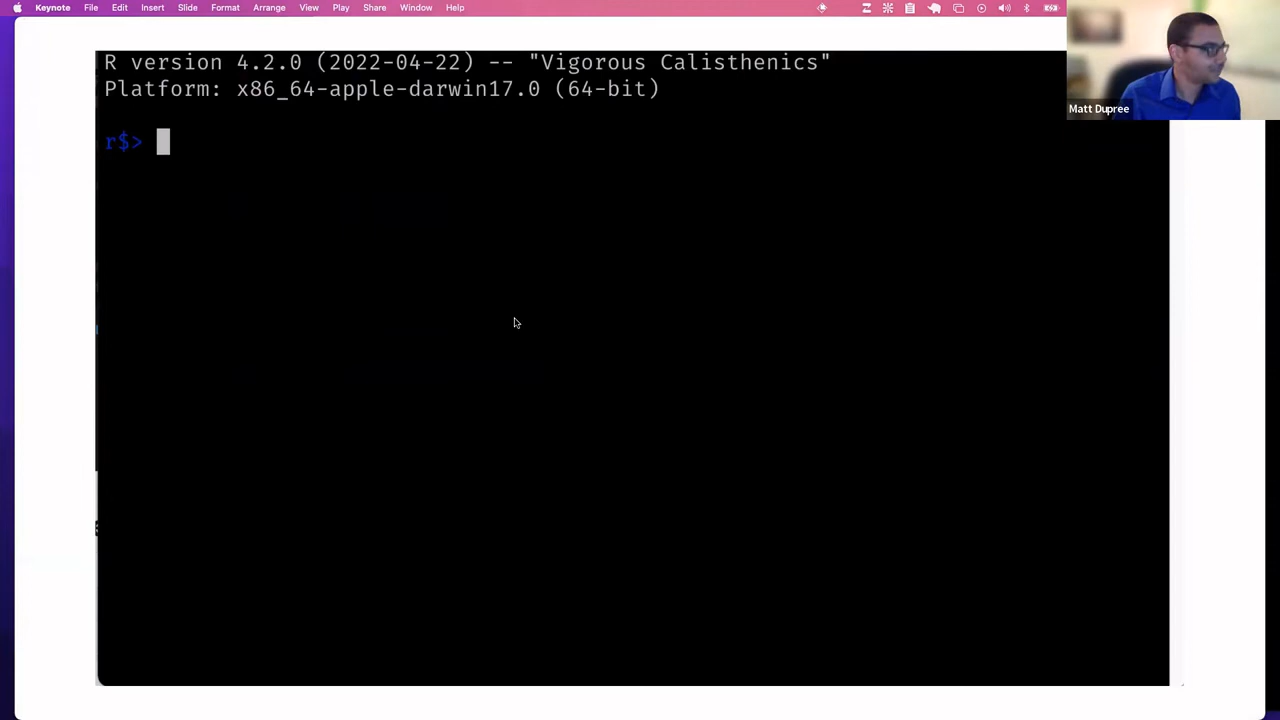 Keynote File Edit Insert Slide Format Arrange View Play Share Window Help
R version 4.2.0 (2022-04-22) -- "Vigorous Calisthenics"
Platform: x86_64-apple-darwin17.0 (64-bit)
r$>
Matt Dupree